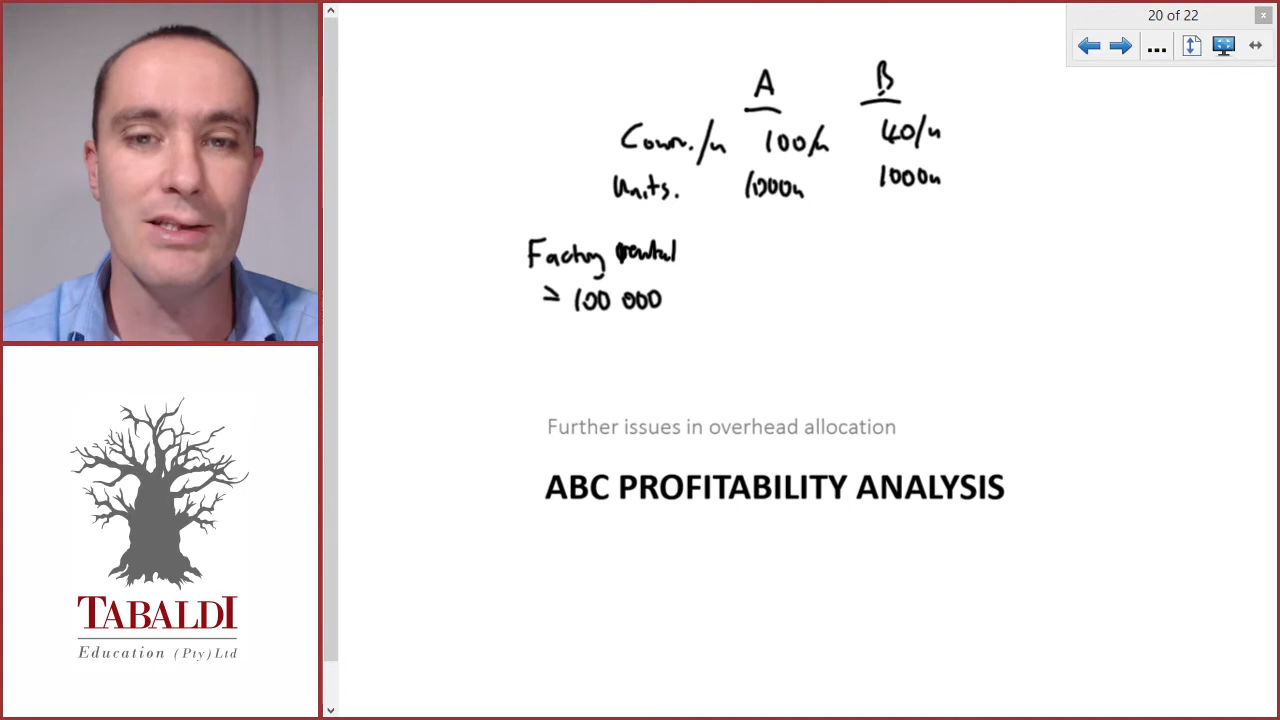 20 of 22
A B
Conn./u 100/u 40/u
Units. 1000u 1000u
Factory rental
= 100 000
Further issues in overhead allocation
ABC PROFITABILITY ANALYSIS
TABALDI
Education (Pty) Ltd